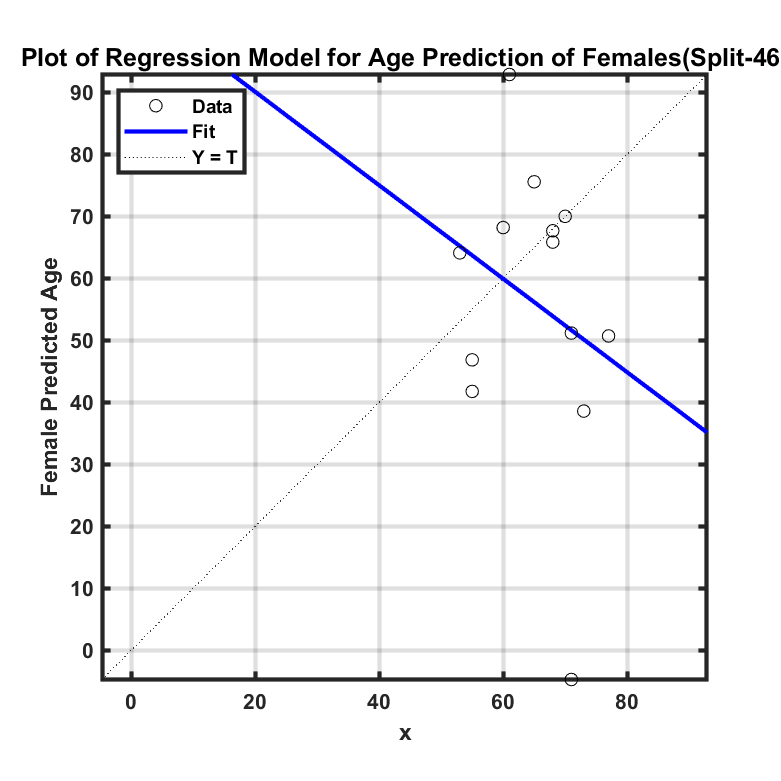 Plot of Regression Model for Age Prediction of Females(Split-46
Data
Fit
Y = T
Female Predicted Age
90
80
70
60
50
40
30
20
10
0
0 20 40 60 80
x